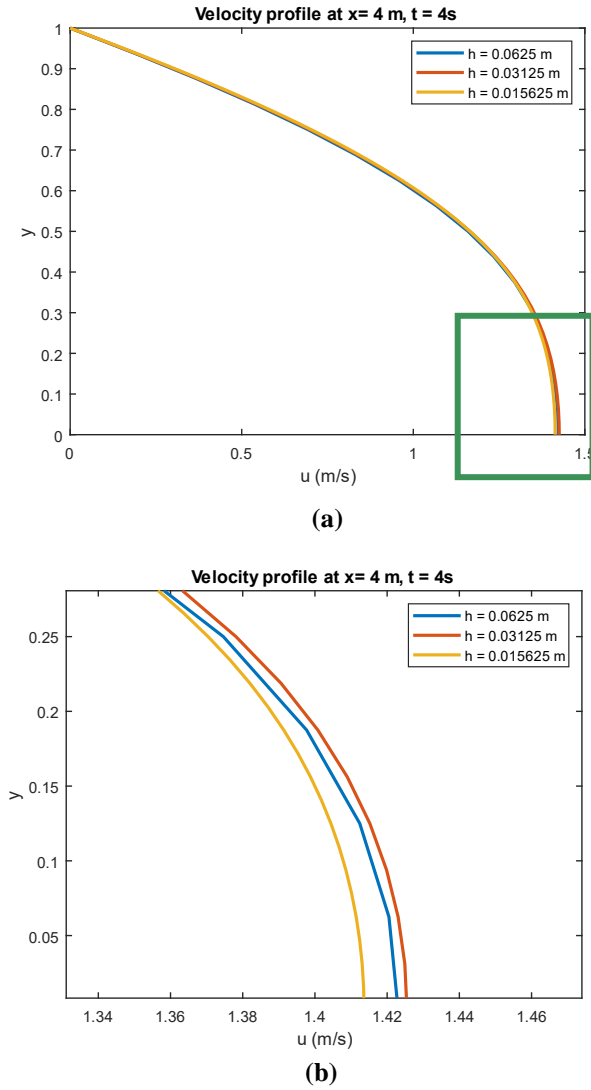 Velocity profile at x= 4 m, t = 4s
1
0.9
0.8
0.7
0.6
0.5
0.4
0.3
0.2
0.1
0
y
h = 0.0625 m
h = 0.03125 m
h = 0.015625 m
0 0.5 1 1.5
u (m/s)
(a)
Velocity profile at x= 4 m, t = 4s
0.25
0.2
0.15
0.1
0.05
y
h = 0.0625 m
h = 0.03125 m
h = 0.015625 m
1.34 1.36 1.38 1.4 1.42 1.44 1.46
u (m/s)
(b)